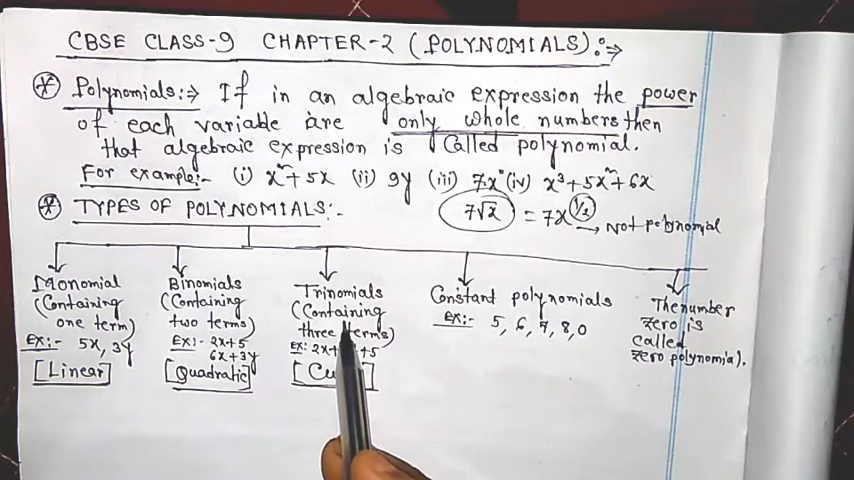 CBSE CLASS-9 CHAPTER-2 (POLYNOMIALS):⇒
Polynomials:⇒ If in an algebraic expression the power
of each variable are only whole numbers then
that algebraic expression is called polynomial.
For example:- (i) x²+5x (ii) 9y (iii) 7x° (iv) x³+5x²+6x
TYPES OF POLYNOMIALS:-
7√x = 7x^(1/2) → Not polynomial
Monomial
(Containing
one term)
EX:- 5x, 3y
[Linear]
Binomials
(Containing
two terms)
EX:- 2x+5
6x+3y
[Quadratic]
Trinomials
(Containing
three terms)
EX: 2x+ +5
Constant polynomials
EX:- 5, 6, 7, 8, 0
The number
zero is
called
zero polynomial).